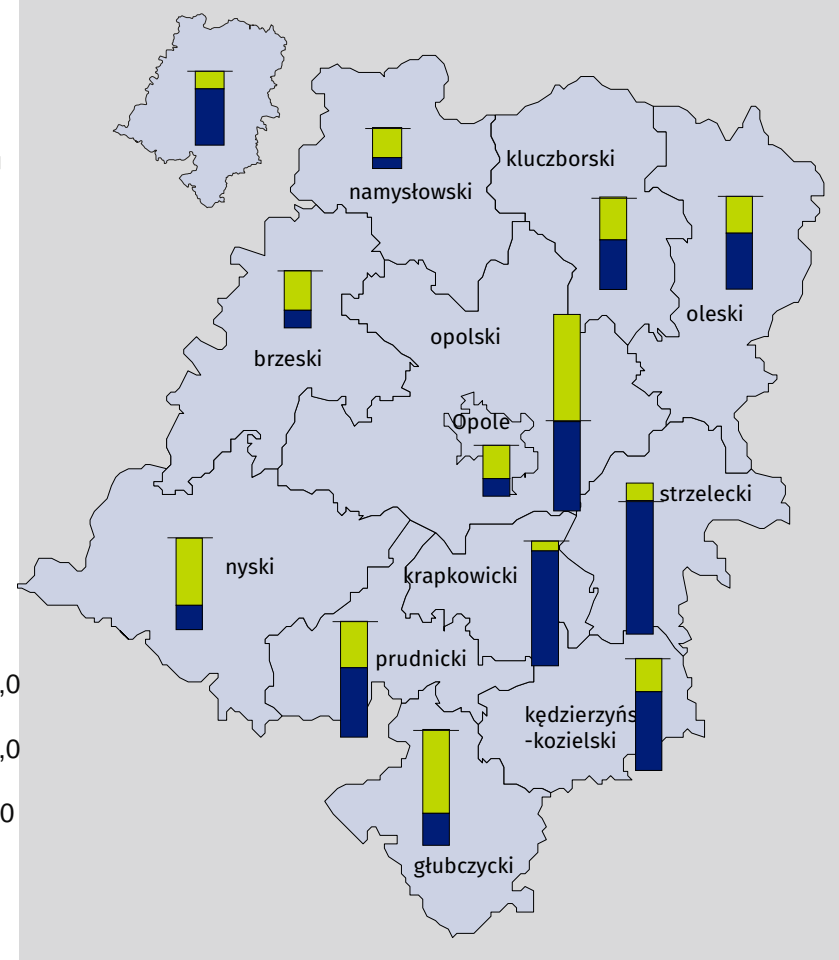 kluczborski
namysłowski
oleski
opolski
brzeski
Opole
strzelecki
nyski
krapkowicki
prudnicki
,0
kędzierzyńs
-kozielski
,0
0
głubczycki